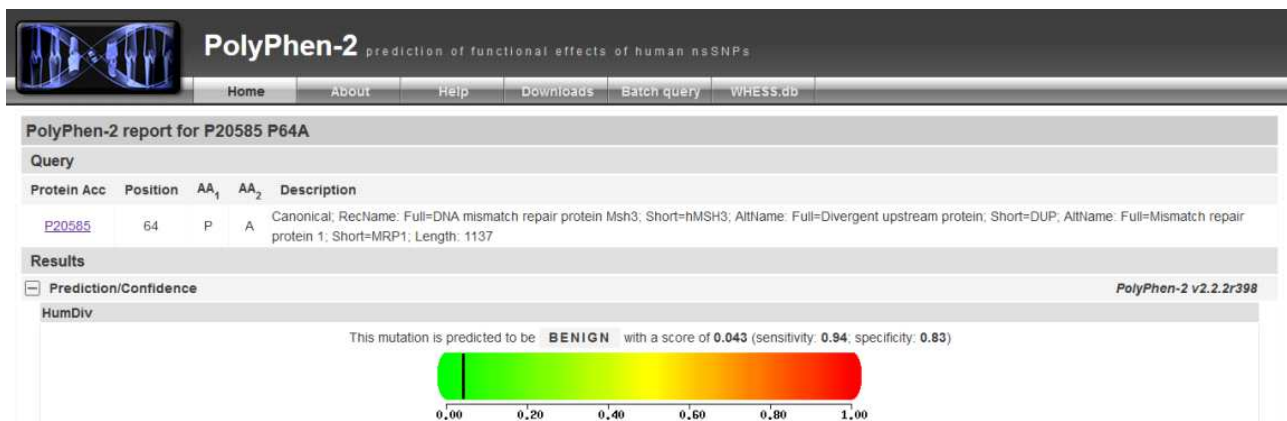 PolyPhen-2 prediction of functional effects of human nsSNPs
Home About Help Downloads Batch query WHESS.db
PolyPhen-2 report for P20585 P64A
Query
Protein Acc Position AA1 AA2 Description
P20585 64 P A Canonical; RecName: Full=DNA mismatch repair protein Msh3; Short=hMSH3; AltName: Full=Divergent upstream protein; Short=DUP; AltName: Full=Mismatch repair
protein 1; Short=MRP1; Length: 1137
Results
Prediction/Confidence PolyPhen-2 v2.2.2r398
HumDiv
This mutation is predicted to be BENIGN with a score of 0.043 (sensitivity: 0.94; specificity: 0.83)
0.00 0.20 0.40 0.60 0.80 1.00